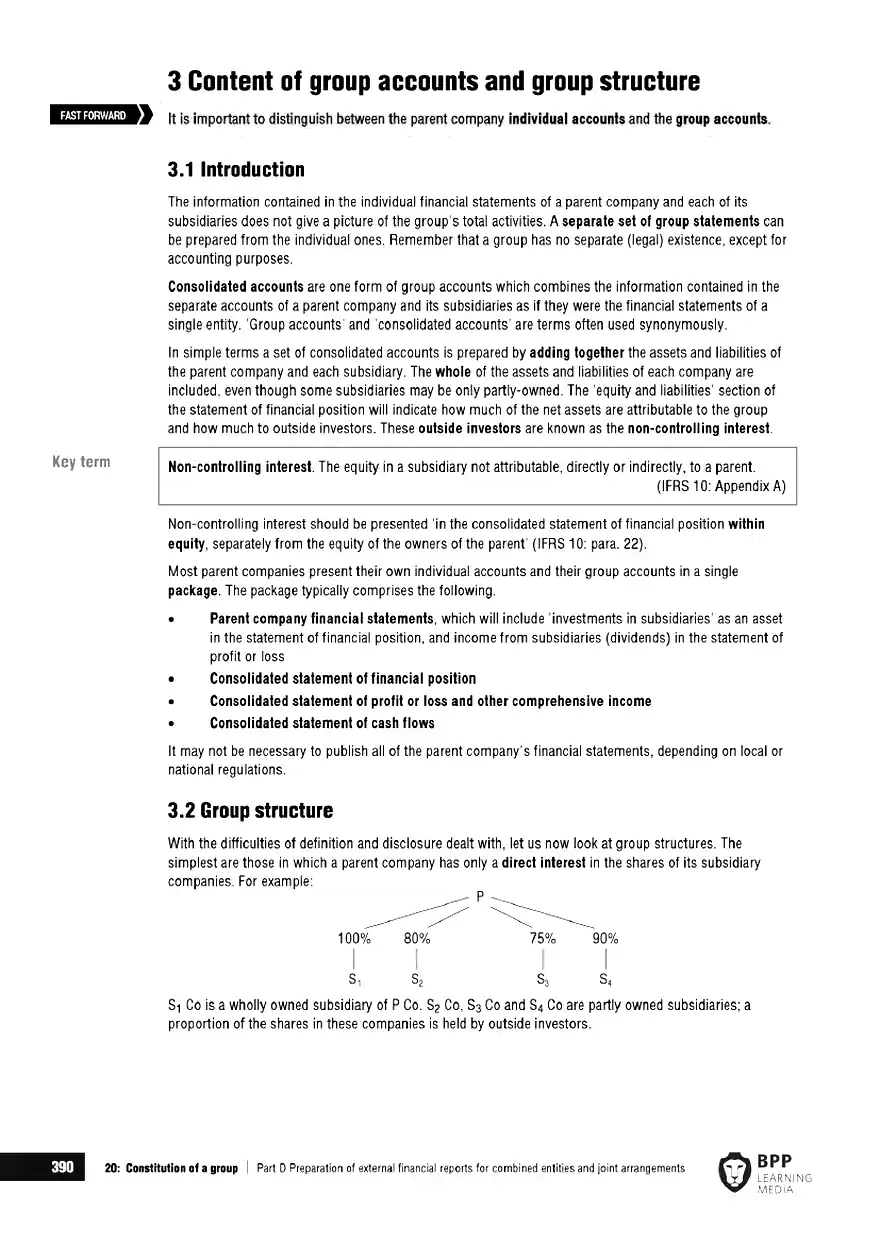 3 Content of group accounts and group structure
FAST FORWARD
It is important to distinguish between the parent company individual accounts and the group accounts.
3.1 Introduction
The information contained in the individual financial statements of a parent company and each of its
subsidiaries does not give a picture of the group's total activities. A separate set of group statements can
be prepared from the individual ones. Remember that a group has no separate (legal) existence, except for
accounting purposes.
Consolidated accounts are one form of group accounts which combines the information contained in the
separate accounts of a parent company and its subsidiaries as if they were the financial statements of a
single entity. 'Group accounts' and 'consolidated accounts' are terms often used synonymously.
In simple terms a set of consolidated accounts is prepared by adding together the assets and liabilities of
the parent company and each subsidiary. The whole of the assets and liabilities of each company are
included, even though some subsidiaries may be only partly-owned. The 'equity and liabilities' section of
the statement of financial position will indicate how much of the net assets are attributable to the group
and how much to outside investors. These outside investors are known as the non-controlling interest.
Key term
Non-controlling interest. The equity in a subsidiary not attributable, directly or indirectly, to a parent.
(IFRS 10: Appendix A)
Non-controlling interest should be presented 'in the consolidated statement of financial position within
equity, separately from the equity of the owners of the parent' (IFRS 10: para. 22).
Most parent companies present their own individual accounts and their group accounts in a single
package. The package typically comprises the following.
• Parent company financial statements, which will include 'investments in subsidiaries' as an asset
in the statement of financial position, and income from subsidiaries (dividends) in the statement of
profit or loss
• Consolidated statement of financial position
• Consolidated statement of profit or loss and other comprehensive income
• Consolidated statement of cash flows
It may not be necessary to publish all of the parent company's financial statements, depending on local or
national regulations.
3.2 Group structure
With the difficulties of definition and disclosure dealt with, let us now look at group structures. The
simplest are those in which a parent company has only a direct interest in the shares of its subsidiary
companies. For example:
P
100% 80% 75% 90%
S₁ S₂ S₃ S₄
S₁ Co is a wholly owned subsidiary of P Co. S₂ Co, S₃ Co and S₄ Co are partly owned subsidiaries; a
proportion of the shares in these companies is held by outside investors.
390 20: Constitution of a group | Part D Preparation of external financial reports for combined entities and joint arrangements
BPP
LEARNING
MEDIA